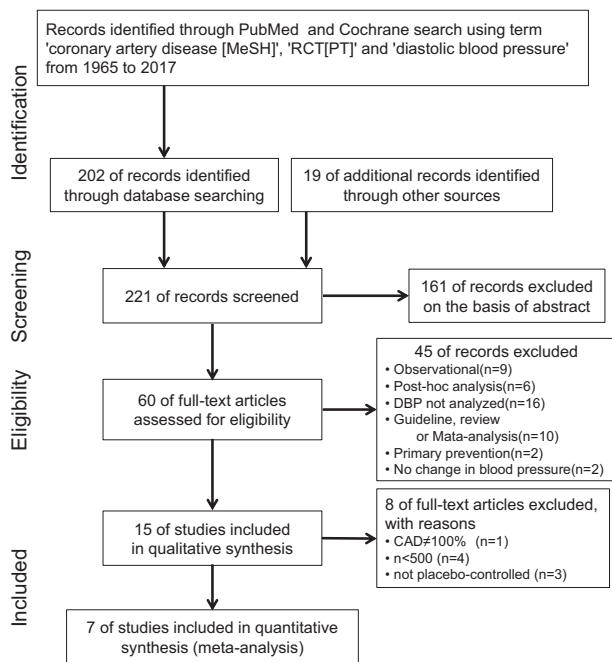 Records identified through PubMed and Cochrane search using term
'coronary artery disease [MeSH]', 'RCT[PT]' and 'diastolic blood pressure'
from 1965 to 2017
Identification
202 of records identified
through database searching
19 of additional records identified
through other sources
Screening
221 of records screened
161 of records excluded
on the basis of abstract
Eligibility
60 of full-text articles
assessed for eligibility
45 of records excluded
• Observational(n=9)
• Post-hoc analysis(n=6)
• DBP not analyzed(n=16)
• Guideline, review
or Mata-analysis(n=10)
• Primary prevention(n=2)
• No change in blood pressure(n=2)
Included
15 of studies included
in qualitative synthesis
8 of full-text articles excluded,
with reasons
• CAD≠100% (n=1)
• n<500 (n=4)
• not placebo-controlled (n=3)
7 of studies included in quantitative
synthesis (meta-analysis)